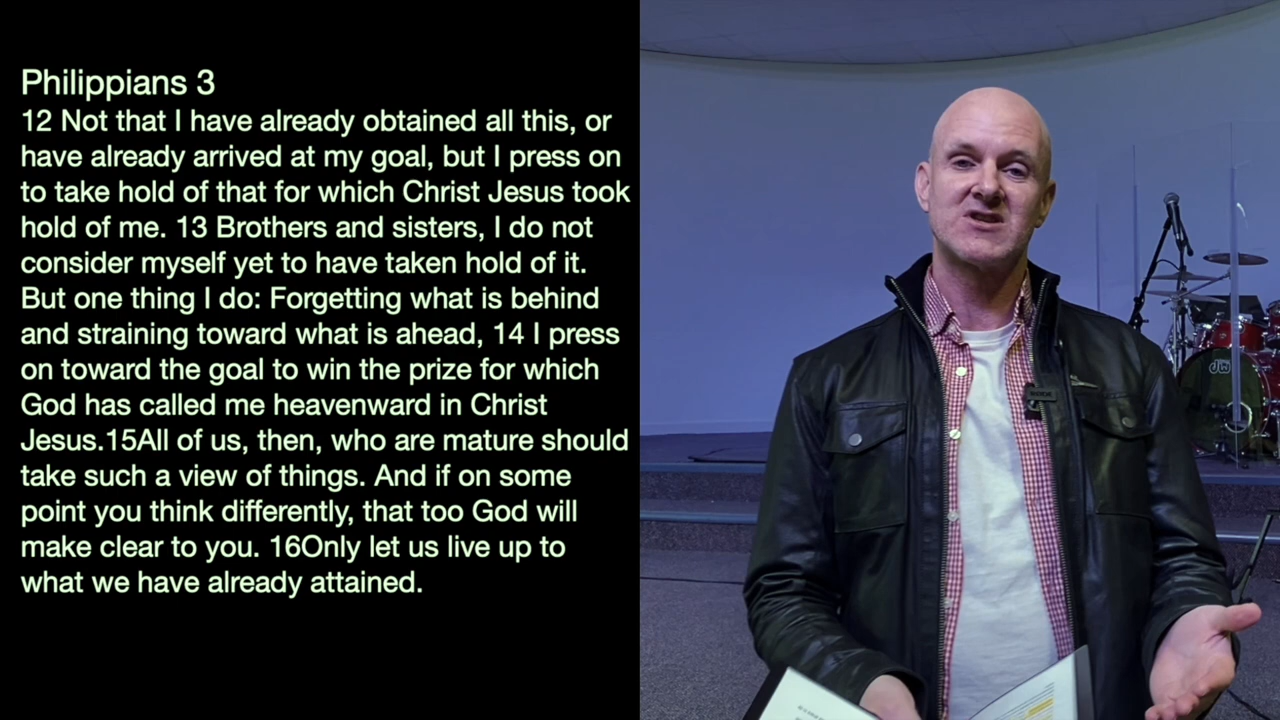 Philippians 3
12 Not that I have already obtained all this, or
have already arrived at my goal, but I press on
to take hold of that for which Christ Jesus took
hold of me. 13 Brothers and sisters, I do not
consider myself yet to have taken hold of it.
But one thing I do: Forgetting what is behind
and straining toward what is ahead, 14 I press
on toward the goal to win the prize for which
God has called me heavenward in Christ
Jesus.15All of us, then, who are mature should
take such a view of things. And if on some
point you think differently, that too God will
make clear to you. 16Only let us live up to
what we have already attained.
RODE
DW